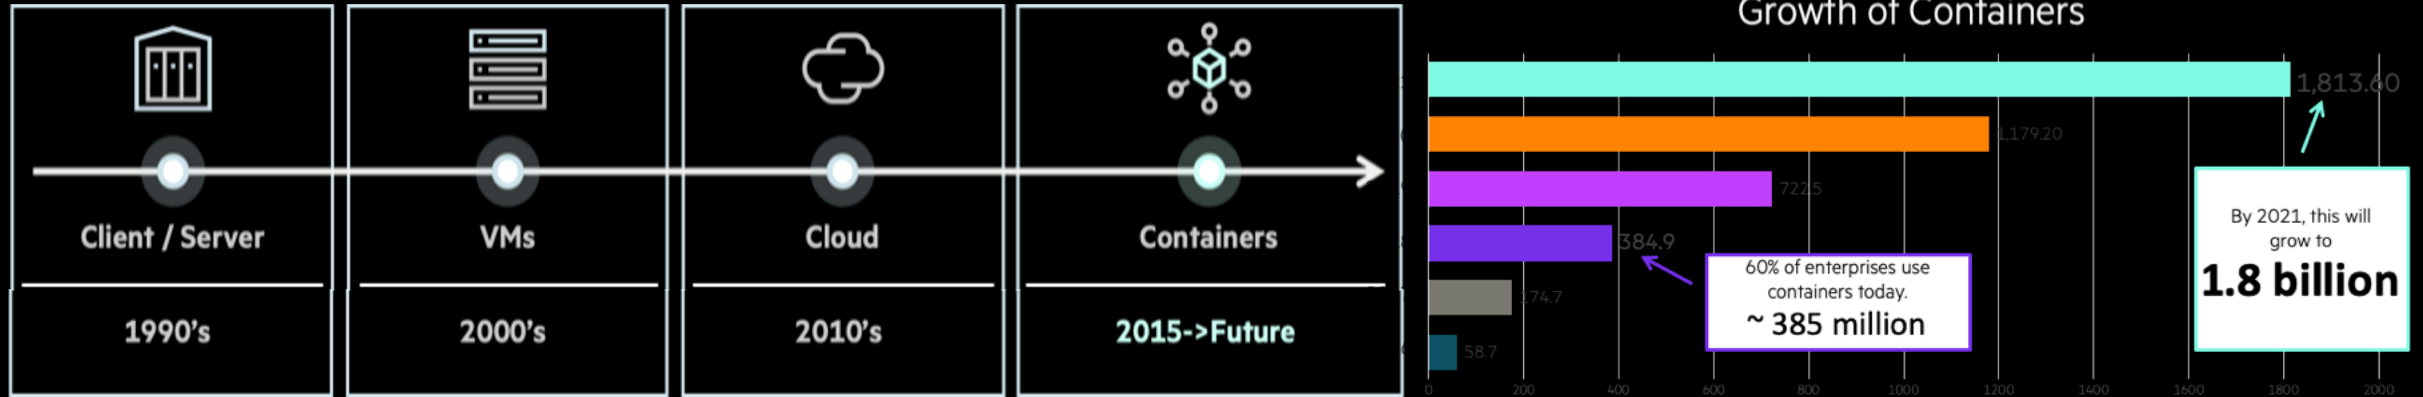 Client / Server
1990's
VMs
2000's
Cloud
2010's
Containers
2015->Future
Growth of Containers
1,813.60
1,179.20
722.5
384.9
174.7
58.7
0 200 400 600 800 1000 1200 1400 1600 1800 2000
60% of enterprises use
containers today.
~ 385 million
By 2021, this will
grow to
1.8 billion